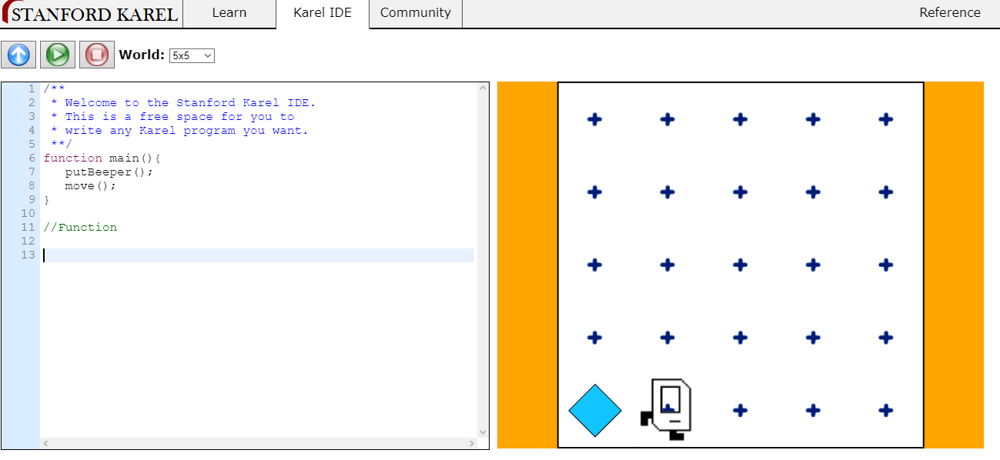 STANFORD KAREL
Learn
Karel IDE
Community
Reference
World:
5x5
1 /**
2  * Welcome to the Stanford Karel IDE.
3  * This is a free space for you to
4  * write any Karel program you want.
5  **/
6 function main(){
7    putBeeper();
8    move();
9 }
10
11 //Function
12
13